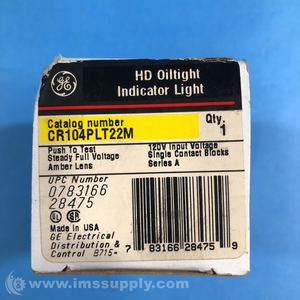 GE
HD Oiltight
Indicator Light
Catalog number
Qty.
CR104PLT22M
1
Push To Test
Steady Full Voltage
Amber Lens
120V Input Voltage
Single Contact Blocks
Series A
UPC Number
0783166
28475
Made in USA
GE Electrical
Distribution &
Control B715-
7 83166 28475 9
© www.imssupply.com